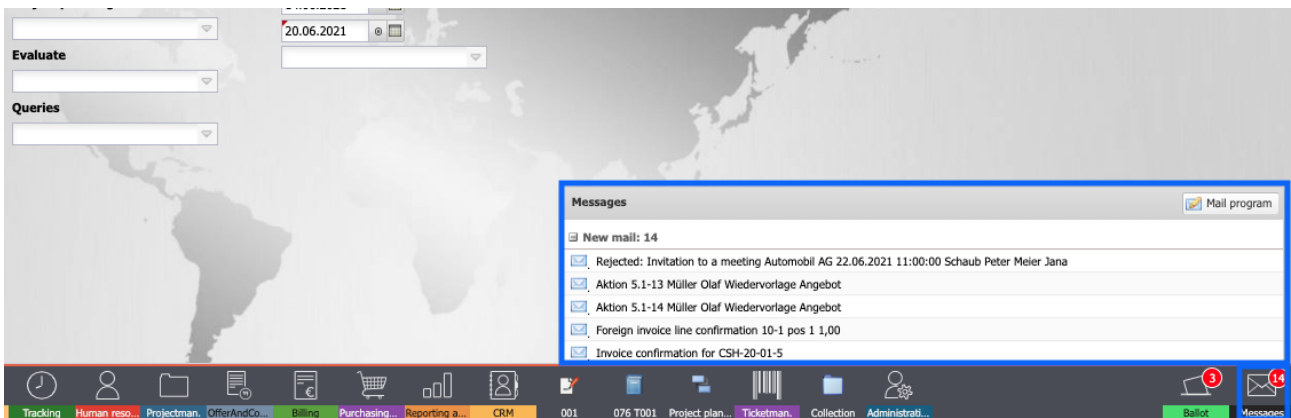 20.06.2021
Evaluate
Queries
Messages
Mail program
New mail: 14
Rejected: Invitation to a meeting Automobil AG 22.06.2021 11:00:00 Schaub Peter Meier Jana
Aktion 5.1-13 Müller Olaf Wiedervorlage Angebot
Aktion 5.1-14 Müller Olaf Wiedervorlage Angebot
Foreign invoice line confirmation 10-1 pos 1 1,00
Invoice confirmation for CSH-20-01-5
3
14
Tracking
Human reso...
Projectman.
OfferAndCo...
Billing
Purchasing...
Reporting a...
CRM
001
076 T001
Project plan...
Ticketman.
Collection
Administrati...
Ballot
Messages